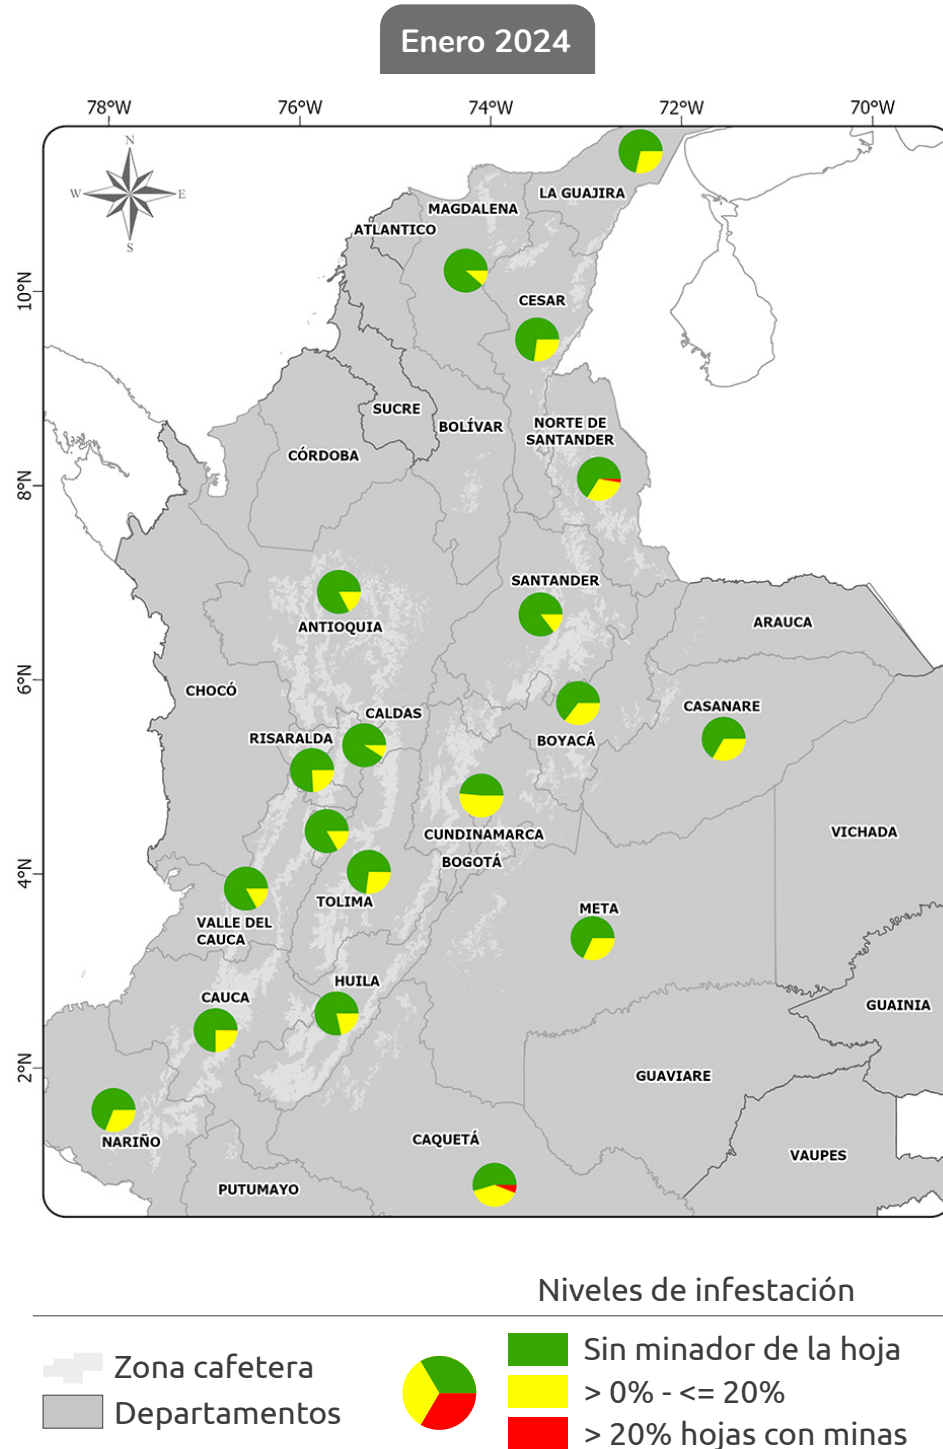 Enero 2024
78°W
76°W
74°W
72°W
70°W
N
W
E
S
10°N
8°N
6°N
4°N
2°N
LA GUAJIRA
MAGDALENA
ATLANTICO
CESAR
SUCRE
BOLÍVAR
NORTE DE
SANTANDER
CÓRDOBA
SANTANDER
ANTIOQUIA
ARAUCA
CHOCÓ
CALDAS
CASANARE
RISARALDA
BOYACÁ
CUNDINAMARCA
VICHADA
BOGOTÁ
TOLIMA
META
VALLE DEL
CAUCA
HUILA
CAUCA
GUAINIA
GUAVIARE
NARIÑO
CAQUETÁ
VAUPES
PUTUMAYO
Niveles de infestación
Zona cafetera
Departamentos
Sin minador de la hoja
> 0% - <= 20%
> 20% hojas con minas